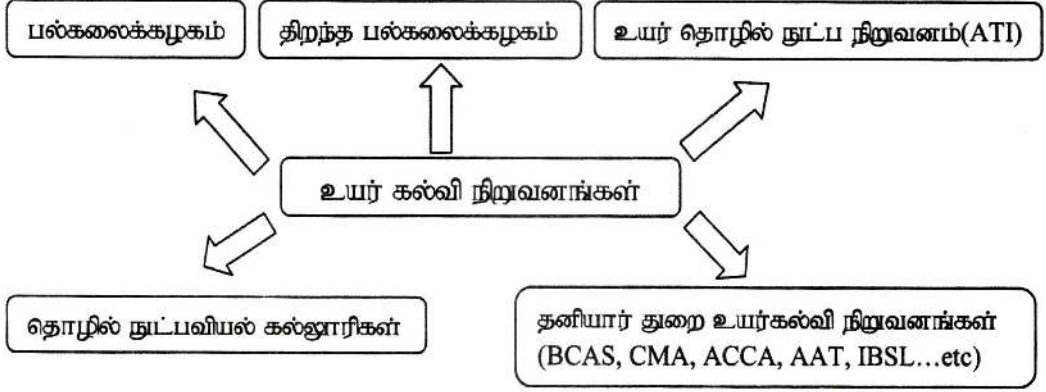 பல்கலைக்கழகம்
திறந்த பல்கலைக்கழகம்
உயர் தொழில் நுட்ப நிறுவனம்(ATI)
உயர் கல்வி நிறுவனங்கள்
தொழில் நுட்பவியல் கல்லூரிகள்
தனியார் துறை உயர்கல்வி நிறுவனங்கள்
(BCAS, CMA, ACCA, AAT, IBSL...etc)